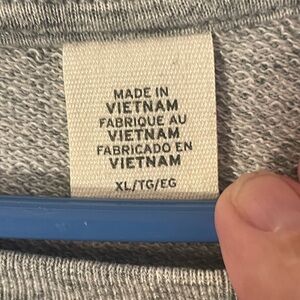 MADE IN
VIETNAM
FABRIQUE AU
VIETNAM
FABRICADO EN
VIETNAM
XL/TG/EG